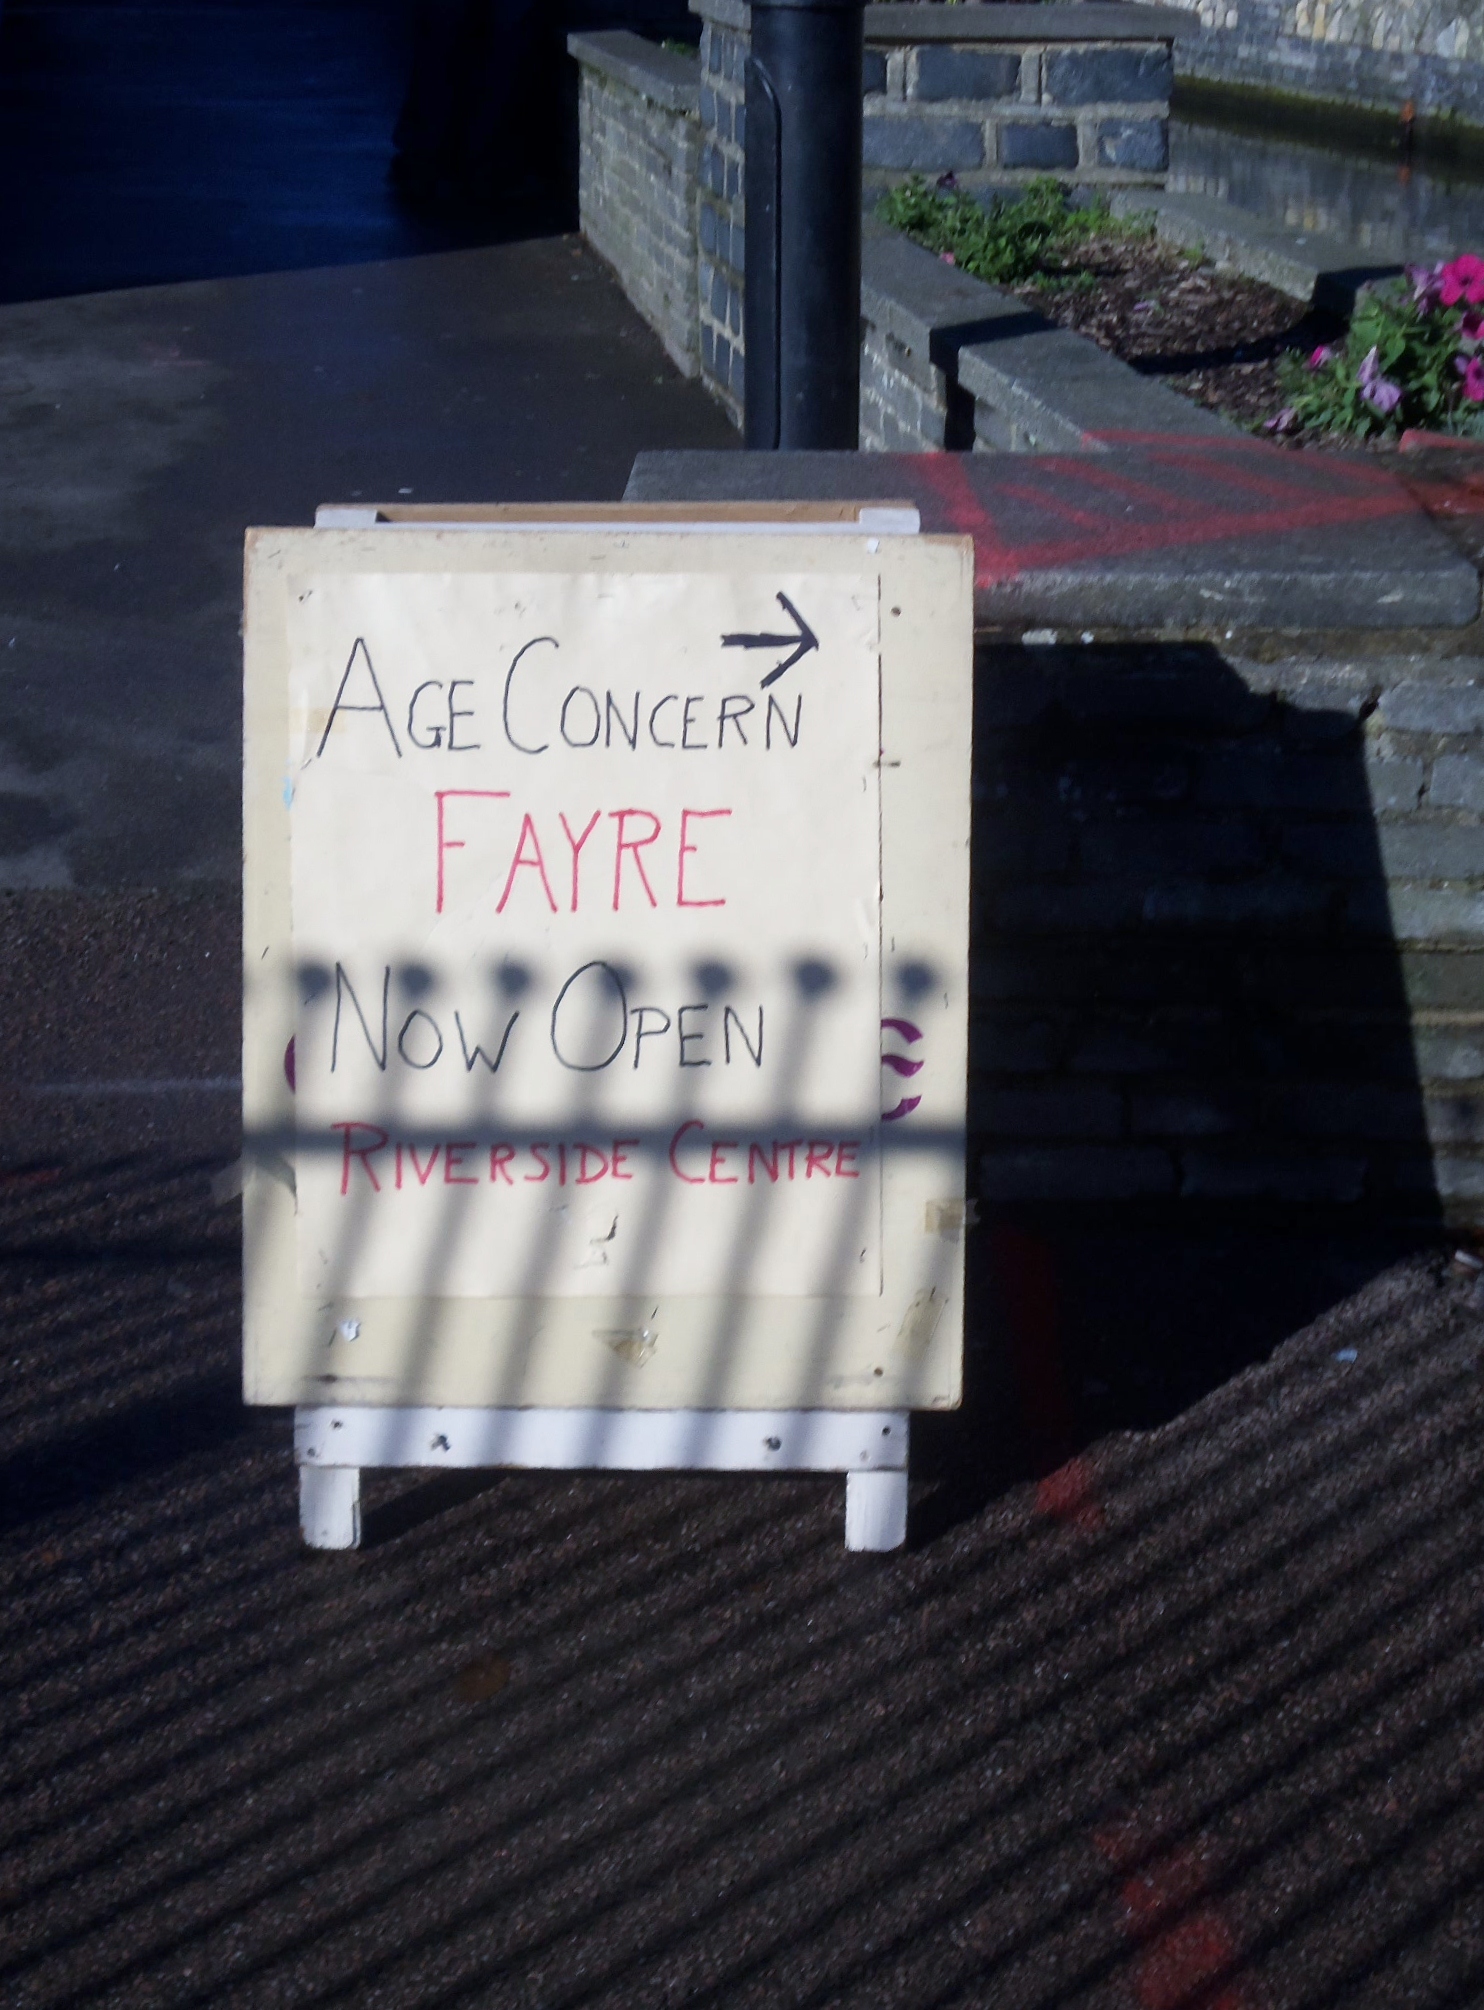 →
AGE CONCERN
FAYRE
NOW OPEN
RIVERSIDE CENTRE